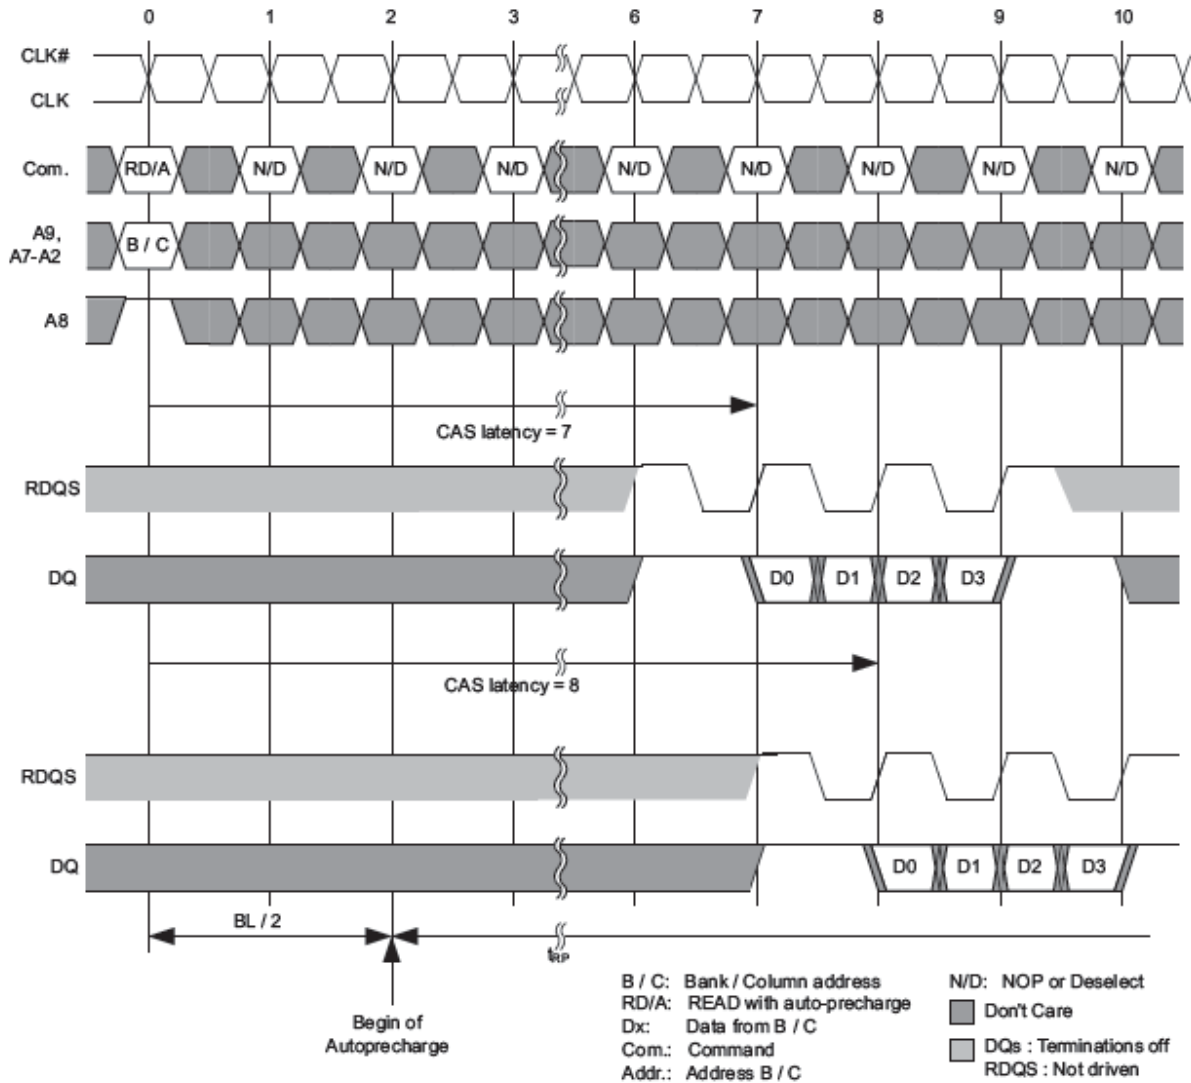 0 1 2 3 6 7 8 9 10
CLK#
CLK
Com. RD/A N/D N/D N/D N/D N/D N/D N/D N/D
A9,
A7-A2 B / C
A8
CAS latency = 7
RDQS
DQ D0 D1 D2 D3
CAS latency = 8
RDQS
DQ D0 D1 D2 D3
BL / 2
tRP
Begin of
Autoprecharge
B / C: Bank / Column address
RD/A: READ with auto-precharge
Dx: Data from B / C
Com.: Command
Addr.: Address B / C
N/D: NOP or Deselect
Don't Care
DQs : Terminations off
RDQS : Not driven